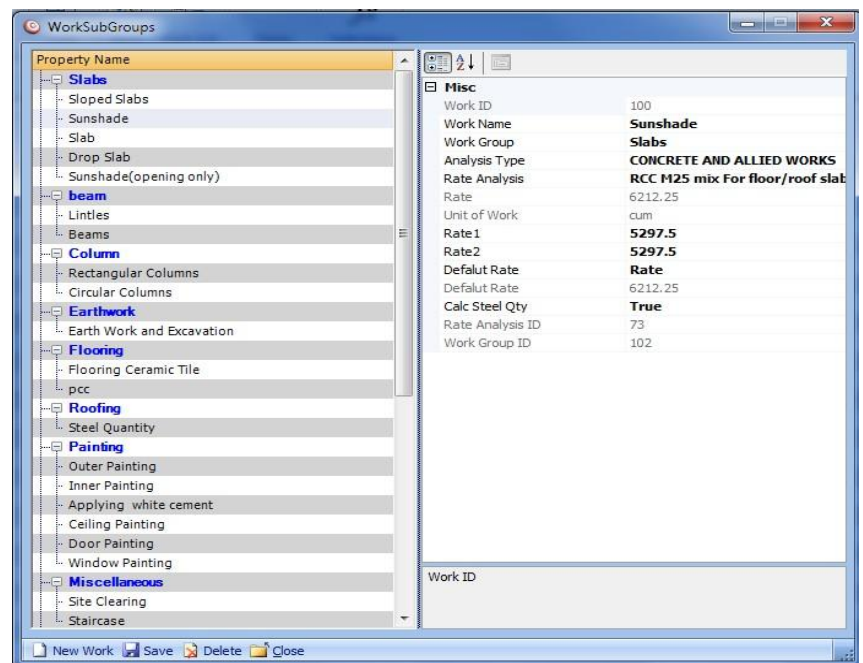 WorkSubGroups
Property Name
Slabs
Sloped Slabs
Sunshade
Slab
Drop Slab
Sunshade(opening only)
beam
Lintles
Beams
Column
Rectangular Columns
Circular Columns
Earthwork
Earth Work and Excavation
Flooring
Flooring Ceramic Tile
pcc
Roofing
Steel Quantity
Painting
Outer Painting
Inner Painting
Applying white cement
Ceiling Painting
Door Painting
Window Painting
Miscellaneous
Site Clearing
Staircase
Misc
Work ID 100
Work Name Sunshade
Work Group Slabs
Analysis Type CONCRETE AND ALLIED WORKS
Rate Analysis RCC M25 mix For floor/roof slab
Rate 6212.25
Unit of Work cum
Rate1 5297.5
Rate2 5297.5
Defalut Rate Rate
Defalut Rate 6212.25
Calc Steel Qty True
Rate Analysis ID 73
Work Group ID 102
Work ID
New Work Save Delete Close